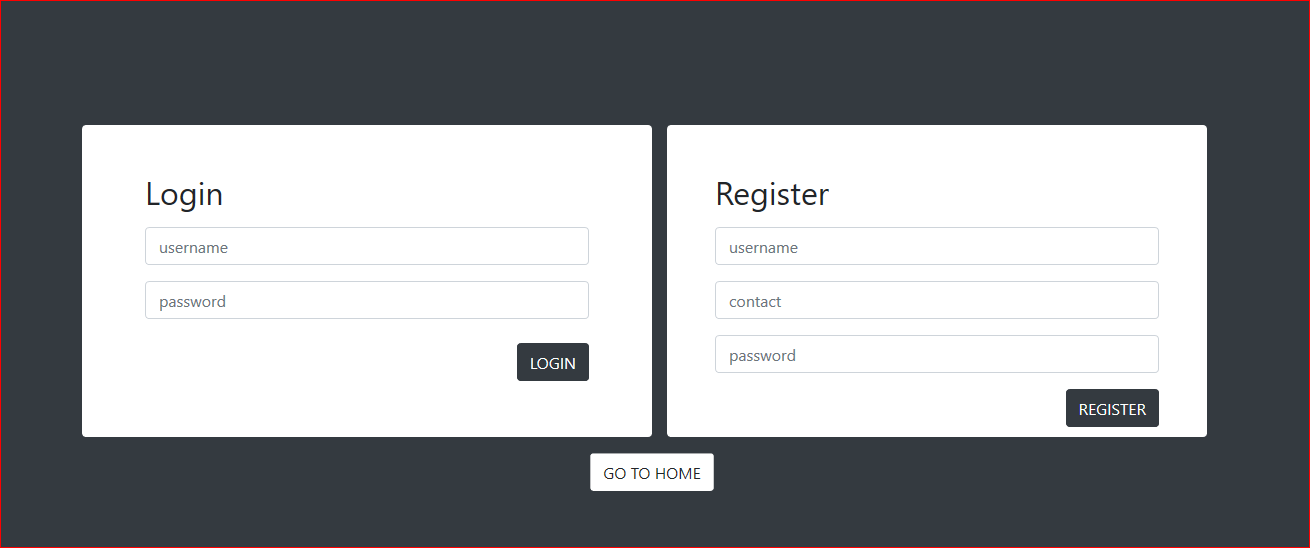 Login
username
password
LOGIN
Register
username
contact
password
REGISTER
GO TO HOME